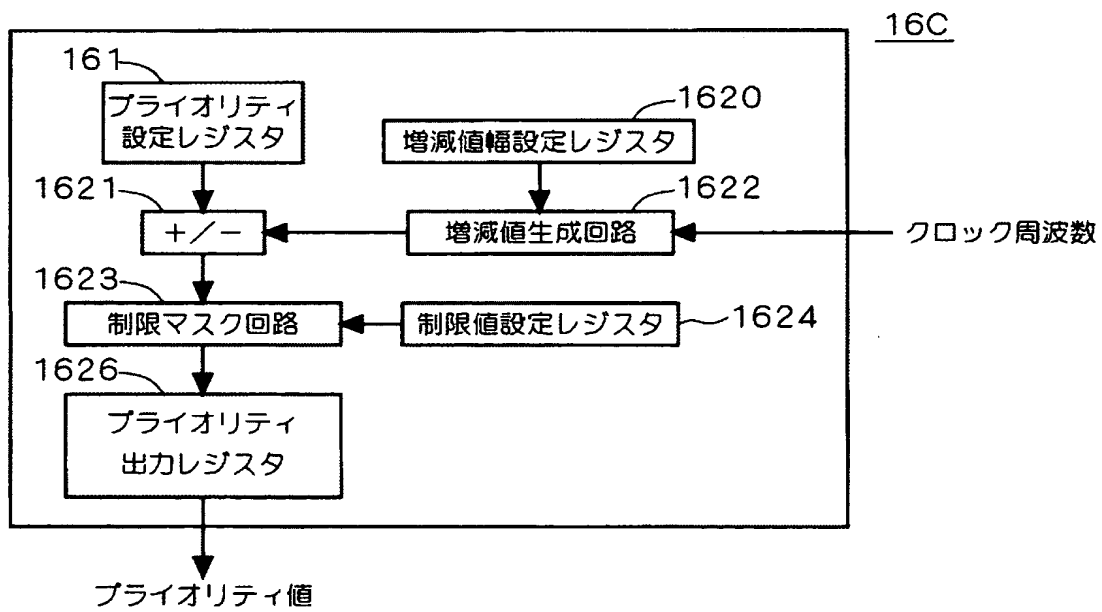 16C
161
プライオリティ
設定レジスタ
1620
増減値幅設定レジスタ
1621
+/−
1622
増減値生成回路
クロック周波数
1623
制限マスク回路
制限値設定レジスタ
1624
1626
プライオリティ
出力レジスタ
プライオリティ値